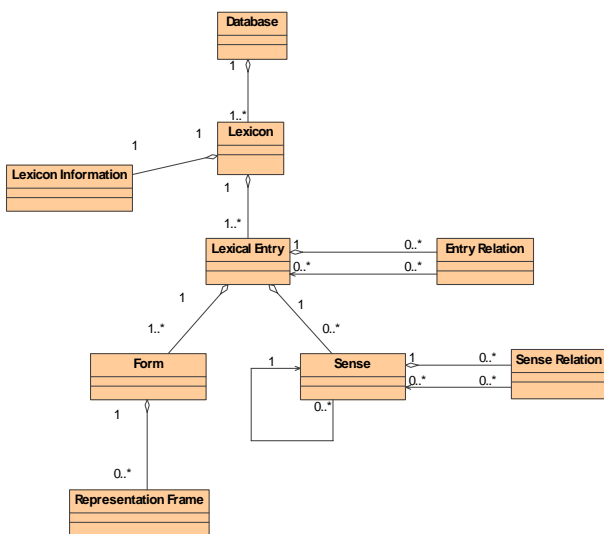 Database
1
1..*
Lexicon
1
1
Lexicon Information
1
1..*
Lexical Entry
1
0..*
Entry Relation
0..*
0..*
1
1
1..*
0..*
Form
1
Sense
1
0..*
Sense Relation
0..*
0..*
1
0..*
0..*
Representation Frame